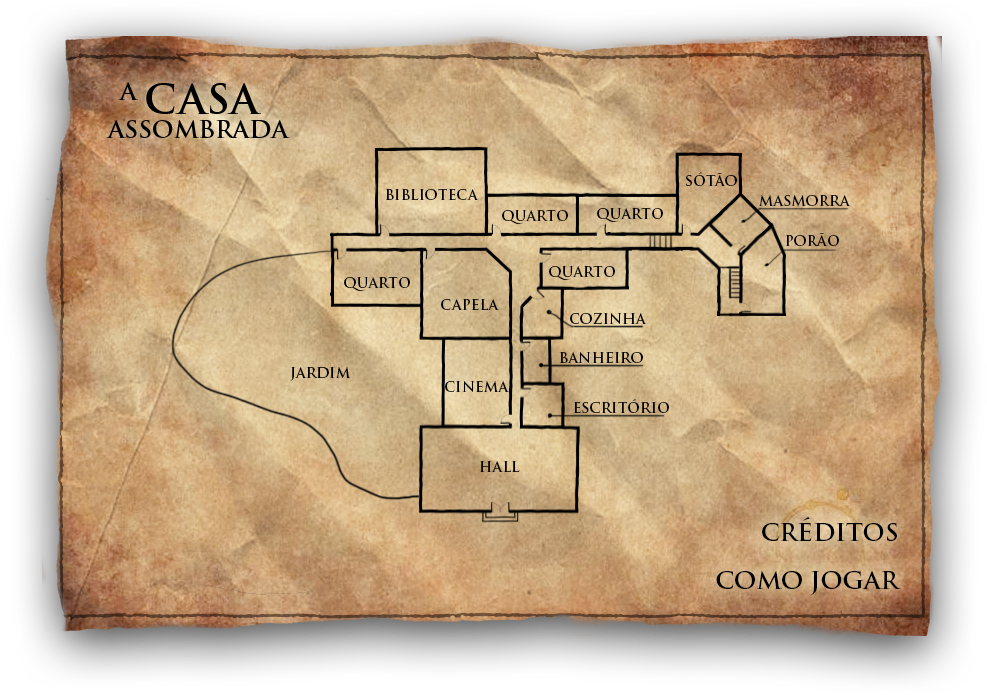 A CASA
ASSOMBRADA
BIBLIOTECA
SÓTÃO
MASMORRA
QUARTO
QUARTO
PORÃO
QUARTO
QUARTO
CAPELA
COZINHA
BANHEIRO
JARDIM
CINEMA
ESCRITÓRIO
HALL
CRÉDITOS
COMO JOGAR